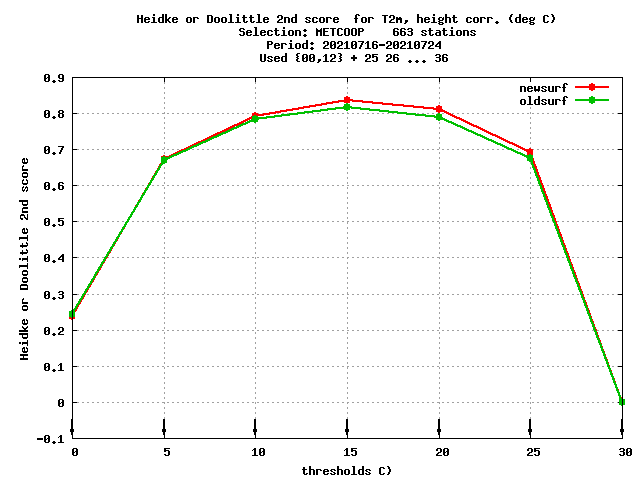 Heidke or Doolittle 2nd score  for T2m, height corr. (deg C)
Selection: METCOOP    663 stations
Period: 20210716-20210724
Used {00,12} + 25 26 ... 36
newsurf
oldsurf
0.9
0.8
0.7
0.6
0.5
0.4
0.3
0.2
0.1
0
-0.1
Heidke or Doolittle 2nd score
0 5 10 15 20 25 30
thresholds C)